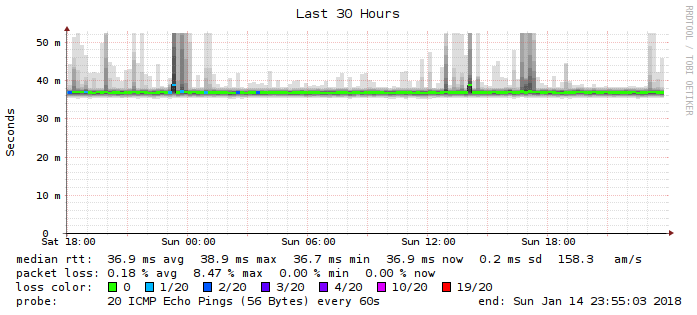 Last 30 Hours
RRDTOOL / TOBI OETIKER
Seconds
50 m
40 m
30 m
20 m
10 m
0
Sat 18:00 Sun 00:00 Sun 06:00 Sun 12:00 Sun 18:00
median rtt: 36.9 ms avg 38.9 ms max 36.7 ms min 36.9 ms now 0.2 ms sd 158.3 am/s
packet loss: 0.18 % avg 8.47 % max 0.00 % min 0.00 % now
loss color: 0 1/20 2/20 3/20 4/20 10/20 19/20
probe: 20 ICMP Echo Pings (56 Bytes) every 60s end: Sun Jan 14 23:55:03 2018